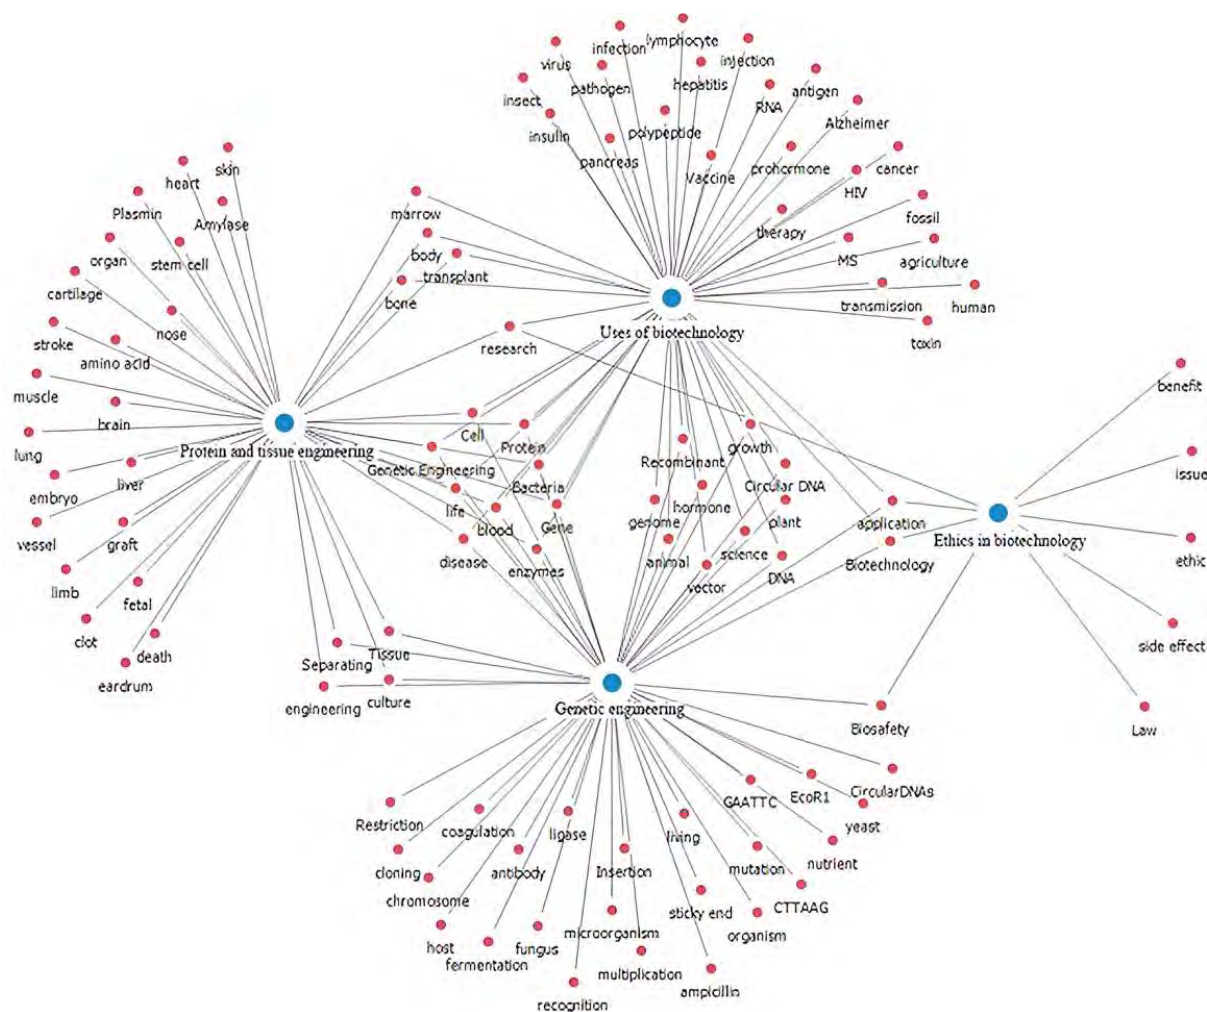 lymphocyte
infection
injection
virus
hepatitis
pathogen
antigen
insect
RNA
Alzheimer
insulin
polypeptide
pancreas
prohormone
cancer
Vaccine
HIV
skin
heart
Plasmin
Amylase
marrow
fossil
therapy
organ
stem cell
body
transplant
MS
agriculture
cartilage
bone
transmission
human
nose
Uses of biotechnology
toxin
stroke
research
amino acid
muscle
benefit
brain
Cell
Protein and tissue engineering
Protein
growth
lung
Genetic Engineering
Recombinant
Bacteria
Circular DNA
issue
embryo
liver
life
hormone
blood
Gene
genome
plant
application
vessel
graft
Ethics in biotechnology
disease
enzymes
animal
science
DNA
Biotechnology
ethic
vector
limb
fetal
clot
death
side effect
Tissue
Separating
eardrum
engineering
culture
Genetic engineering
Biosafety
Law
Restriction
coagulation
ligase
living
GAATTC
EcoR1
CircularDNAs
yeast
cloning
antibody
Insertion
mutation
nutrient
chromosome
sticky end
CTTAAG
host
fungus
microorganism
organism
fermentation
multiplication
ampicillin
recognition